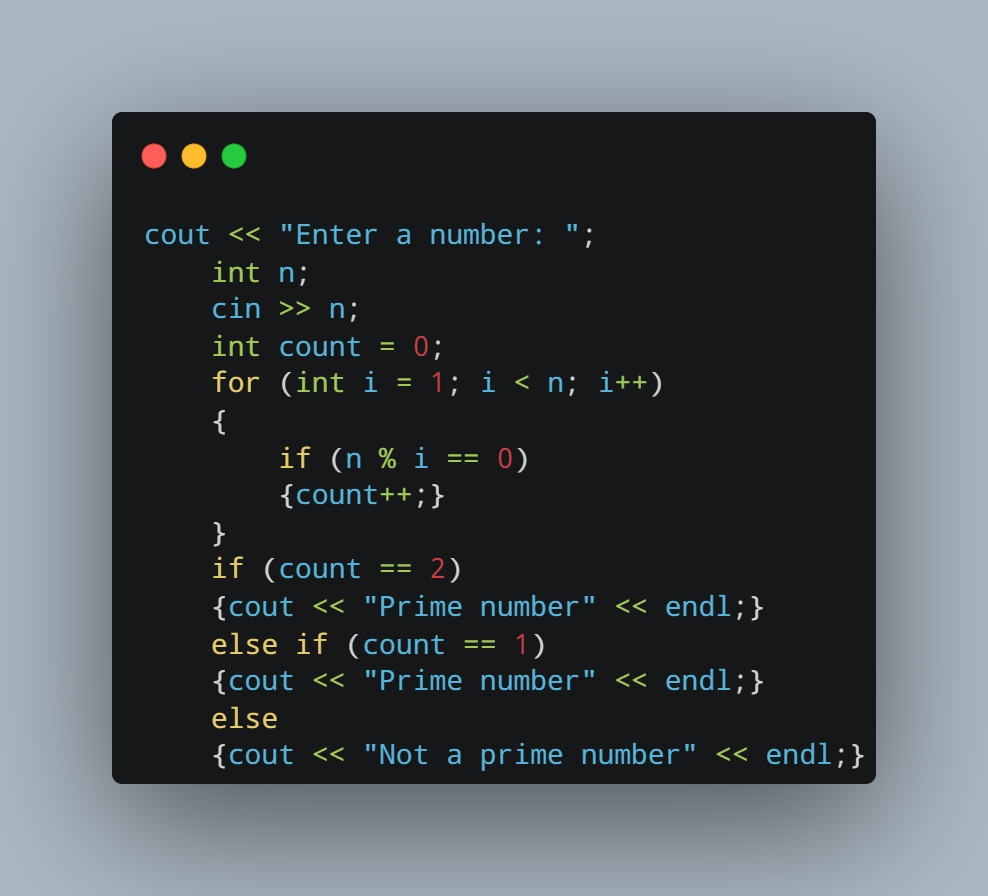 cout << "Enter a number: ";
    int n;
    cin >> n;
    int count = 0;
    for (int i = 1; i < n; i++)
    {
        if (n % i == 0)
        {count++;}
    }
    if (count == 2)
    {cout << "Prime number" << endl;}
    else if (count == 1)
    {cout << "Prime number" << endl;}
    else
    {cout << "Not a prime number" << endl;}